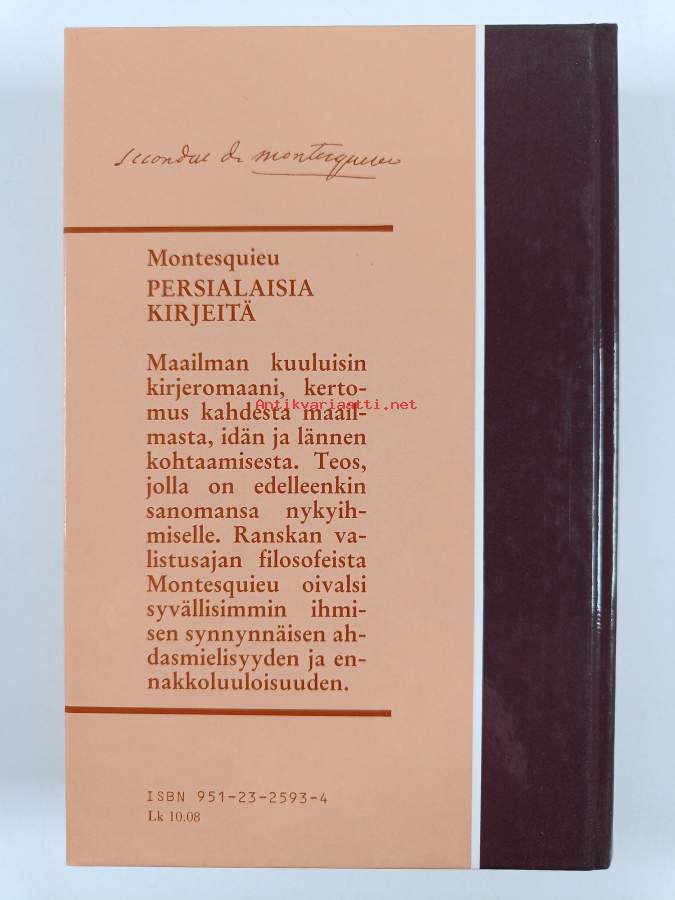 Secondat de montesquieu
Montesquieu
PERSIALAISIA
KIRJEITÄ
Maailman kuuluisin
kirjeromaani, kerto-
mus kahdesta maail-
Antikvariaatti.net
masta, idän ja lännen
kohtaamisesta. Teos,
jolla on edelleenkin
sanomansa nykyih-
miselle. Ranskan va-
listusajan filosofeista
Montesquieu oivalsi
syvällisimmin ihmi-
sen synnynnäisen ah-
dasmielisyyden ja en-
nakkoluuloisuuden.
ISBN 951-23-2593-4
Lk 10.08